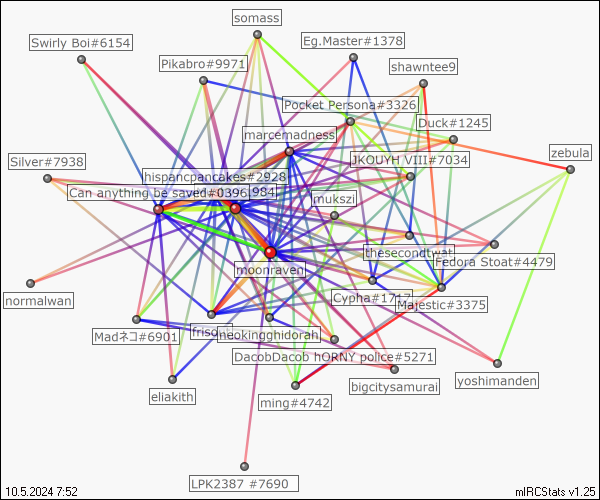 somass
Swirly Boi#6154
Eg.Master#1378
Pikabro#9971
shawntee9
Pocket Persona#3326
Duck#1245
marcemadness
JKOUYH VIII#7034
zebula
Silver#7938
hispancpancakes#2928
Can anything be saved#0396
984]
mukszi
thesecondtwat
Fedora Stoat#4479
moonraven
normalwan
Cypha#1717
Majestic#3375
Madネコ#6901
neokingghidorah
DacobDacob hORNY police#5271
yoshimanden
bigcitysamurai
eliakith
ming#4742
LPK2387 #7690
10.5.2024 7:52
mIRCStats v1.25